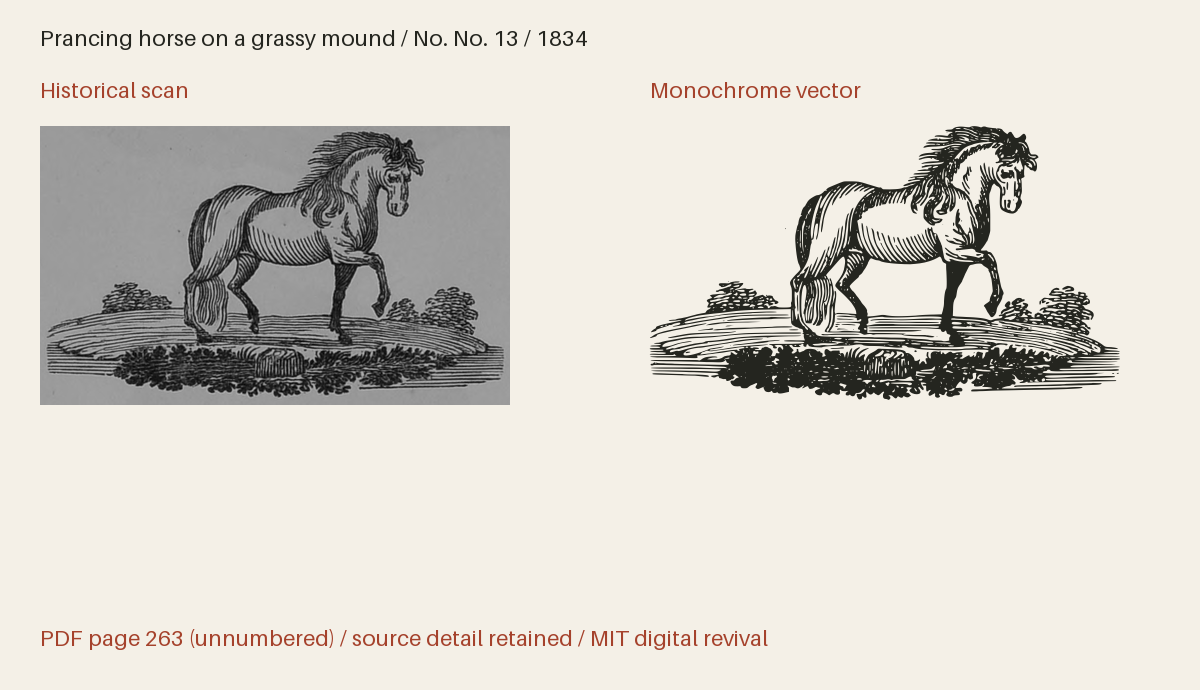 Prancing horse on a grassy mound / No. No. 13 / 1834
Historical scan
Monochrome vector
PDF page 263 (unnumbered) / source detail retained / MIT digital revival